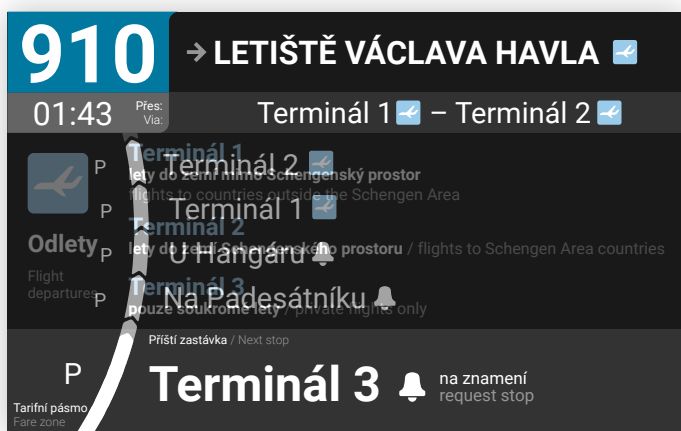 910
→ LETIŠTĚ VÁCLAVA HAVLA
01:43
Přes:
Via:
Terminál 1 – Terminál 2
P Terminál 2
P Terminál 1
P U Hangáru
P Na Padesátníku
Odlety
Flight
departures
Terminál 1
lety do zemí mimo Schengenský prostor
flights to countries outside the Schengen Area
Terminál 2
lety do zemí Schengenského prostoru / flights to Schengen Area countries
Terminál 3
pouze soukromé lety / private flights only
Příští zastávka / Next stop
P Terminál 3 na znamení
request stop
Tarifní pásmo
Fare zone